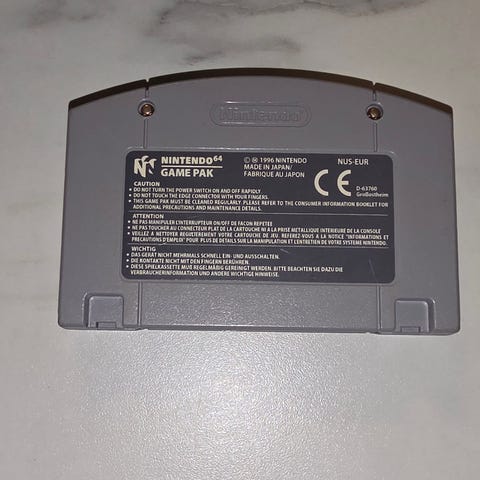 Nintendo
NINTENDO 64
GAME PAK
© Ⓜ 1996 NINTENDO
MADE IN JAPAN/
FABRIQUE AU JAPON
NUS-EUR
CE
D-63760
Großostheim
CAUTION
• DO NOT TURN THE POWER SWITCH ON AND OFF RAPIDLY.
• DO NOT TOUCH THE EDGE CONNECTOR WITH YOUR FINGERS.
• THIS GAME PAK MUST BE CLEANED REGULARLY. PLEASE REFER TO THE CONSUMER INFORMATION BOOKLET FOR
ADDITIONAL PRECAUTIONS AND MAINTENANCE DETAILS.
ATTENTION
• NE PAS MANIPULER L'INTERRUPTEUR ON/OFF DE FACON REPETEE
• NE PAS TOUCHER AU CONNECTEUR PLAT DE LA CARTOUCHE NI A LA PRISE METALLIQUE INTERIEURE DE LA CONSOLE
• VEILLEZ A NETTOYER REGULIEREMENT VOTRE CARTOUCHE DE JEU. REFEREZ-VOUS A LA NOTICE "INFORMATIONS ET
PRECAUTIONS D'EMPLOI" POUR PLUS DE DETAILS SUR LA MANIPULATION ET L'ENTRETIEN DE VOTRE SYSTEME NINTENDO.
WICHTIG
• DAS GERÄT NICHT MEHRMALS SCHNELL EIN- UND AUSSCHALTEN.
• DIE KONTAKTE NICHT MIT DEN FINGERN BERÜHREN.
• DIESE SPIELKASSETTE MUß REGELMÄßIG GEREINIGT WERDEN. BITTE BEACHTEN SIE DAZU DIE
VERBRAUCHERINFORMATION UND ANDERE WICHTIGE HINWEISE.